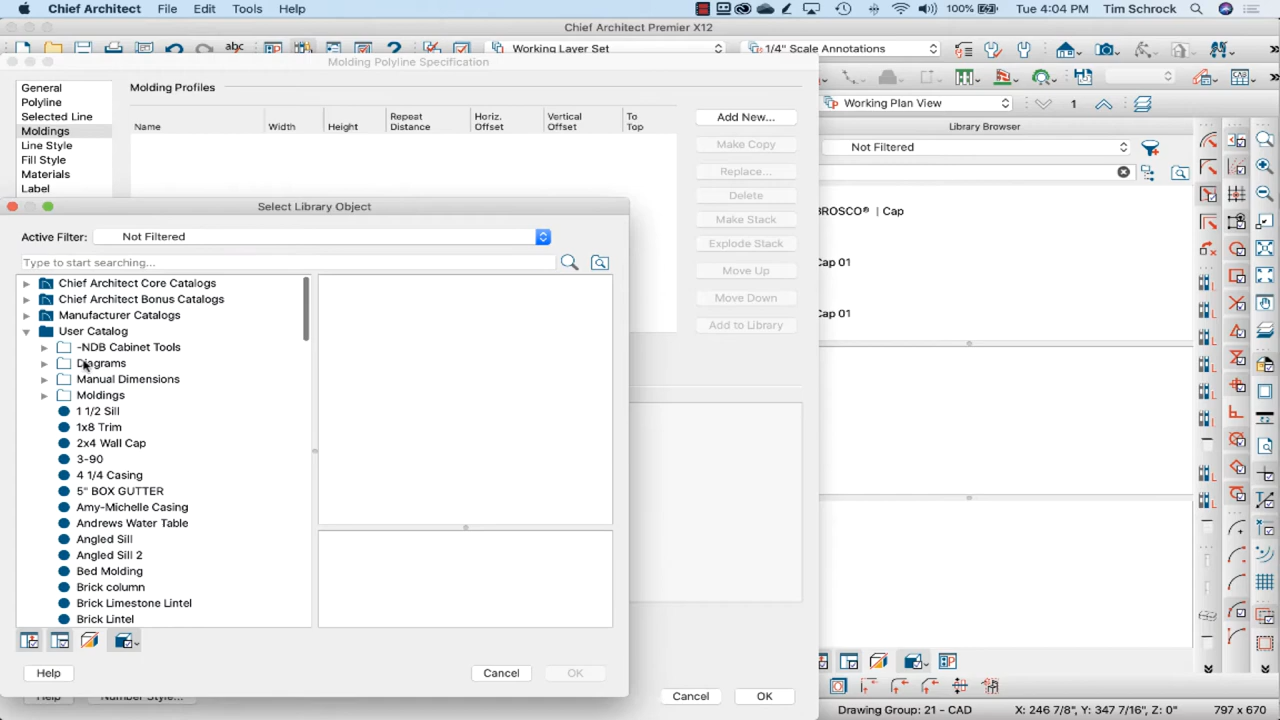 Chief Architect File Edit Tools Help 100% Tue 4:04 PM Tim Schrock
Chief Architect Premier X12
abc ? Working Layer Set 1/4" Scale Annotations
Molding Polyline Specification
General
Polyline
Selected Line
Moldings
Line Style
Fill Style
Materials
Label
Molding Profiles
Name Width Height Repeat Distance Horiz. Offset Vertical Offset To Top
Add New...
Make Copy
Replace...
Delete
Make Stack
Explode Stack
Move Up
Move Down
Add to Library
Working Plan View 1
Library Browser
Not Filtered
BROSCO® | Cap
Cap 01
Cap 01
Select Library Object
Active Filter: Not Filtered
Type to start searching...
Chief Architect Core Catalogs
Chief Architect Bonus Catalogs
Manufacturer Catalogs
User Catalog
-NDB Cabinet Tools
Diagrams
Manual Dimensions
Moldings
1 1/2 Sill
1x8 Trim
2x4 Wall Cap
3-90
4 1/4 Casing
5" BOX GUTTER
Amy-Michelle Casing
Andrews Water Table
Angled Sill
Angled Sill 2
Bed Molding
Brick column
Brick Limestone Lintel
Brick Lintel
Help Cancel OK
Help Number Style... Cancel OK
Drawing Group: 21 - CAD X: 246 7/8", Y: 347 7/16", Z: 0" 797 x 670